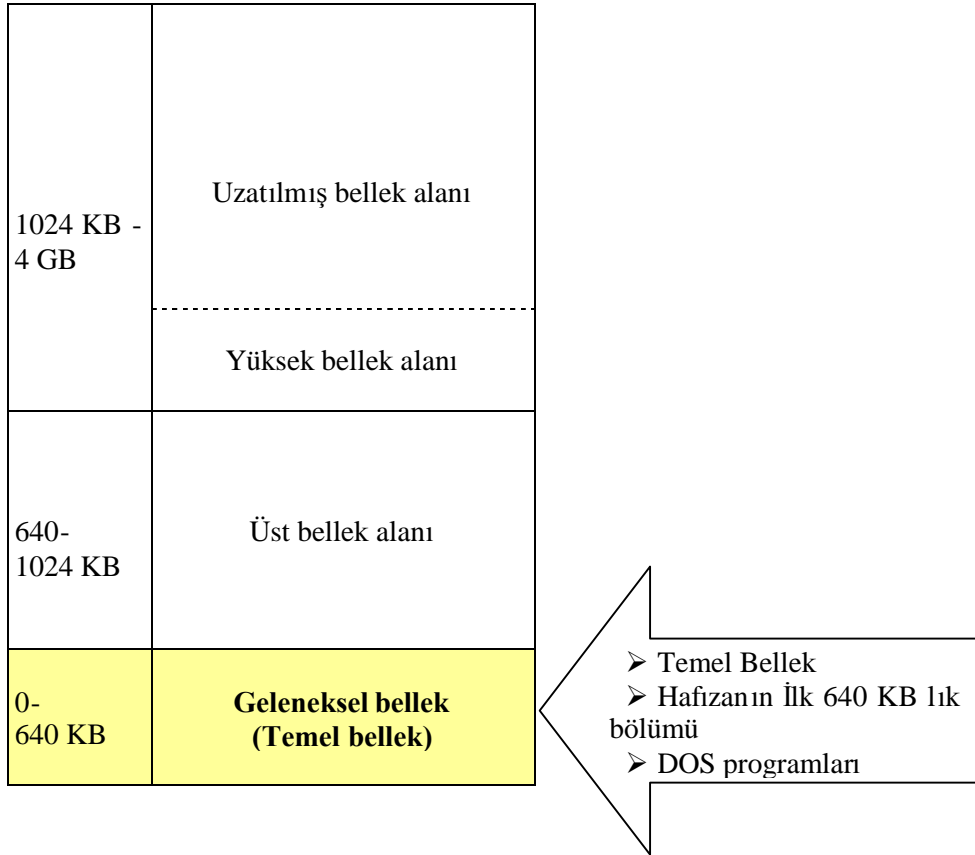 1024 KB -
4 GB
Uzatılmış bellek alanı
Yüksek bellek alanı
640-
1024 KB
Üst bellek alanı
0-
640 KB
Geleneksel bellek
(Temel bellek)
➢ Temel Bellek
➢ Hafızanın İlk 640 KB lık
bölümü
➢ DOS programları